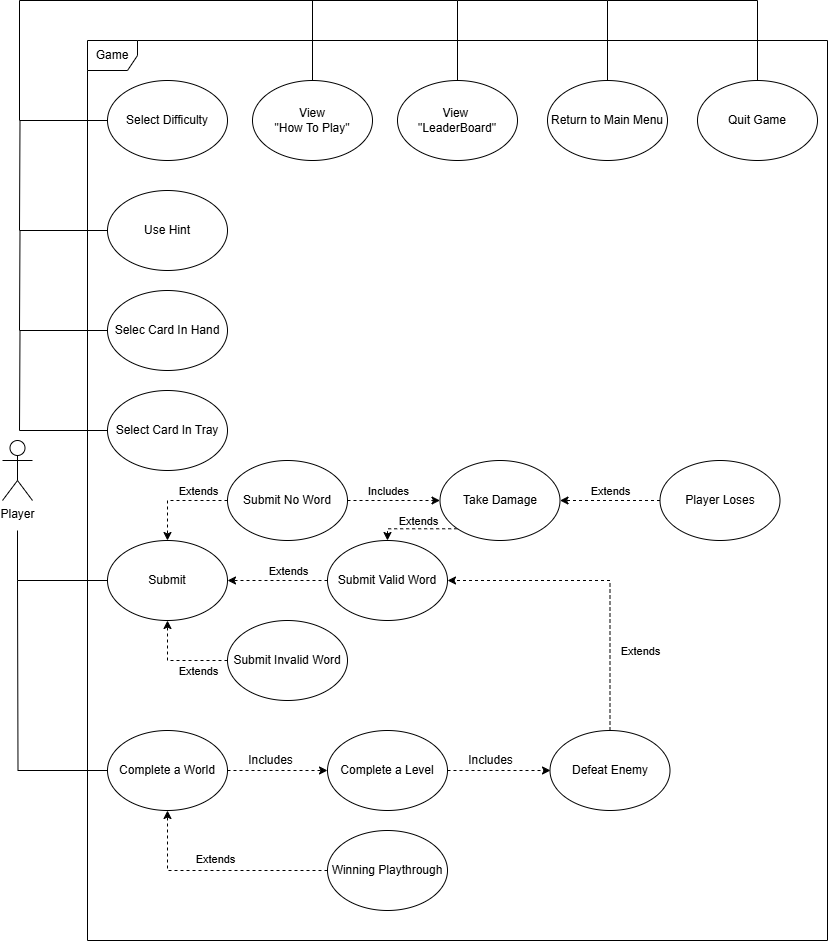 Game
Select Difficulty
View
"How To Play"
View
"LeaderBoard"
Return to Main Menu
Quit Game
Use Hint
Selec Card In Hand
Select Card In Tray
Player
Extends
Submit No Word
Includes
Take Damage
Extends
Player Loses
Extends
Submit
Extends
Submit Valid Word
Extends
Submit Invalid Word
Extends
Complete a World
Includes
Complete a Level
Includes
Defeat Enemy
Extends
Winning Playthrough